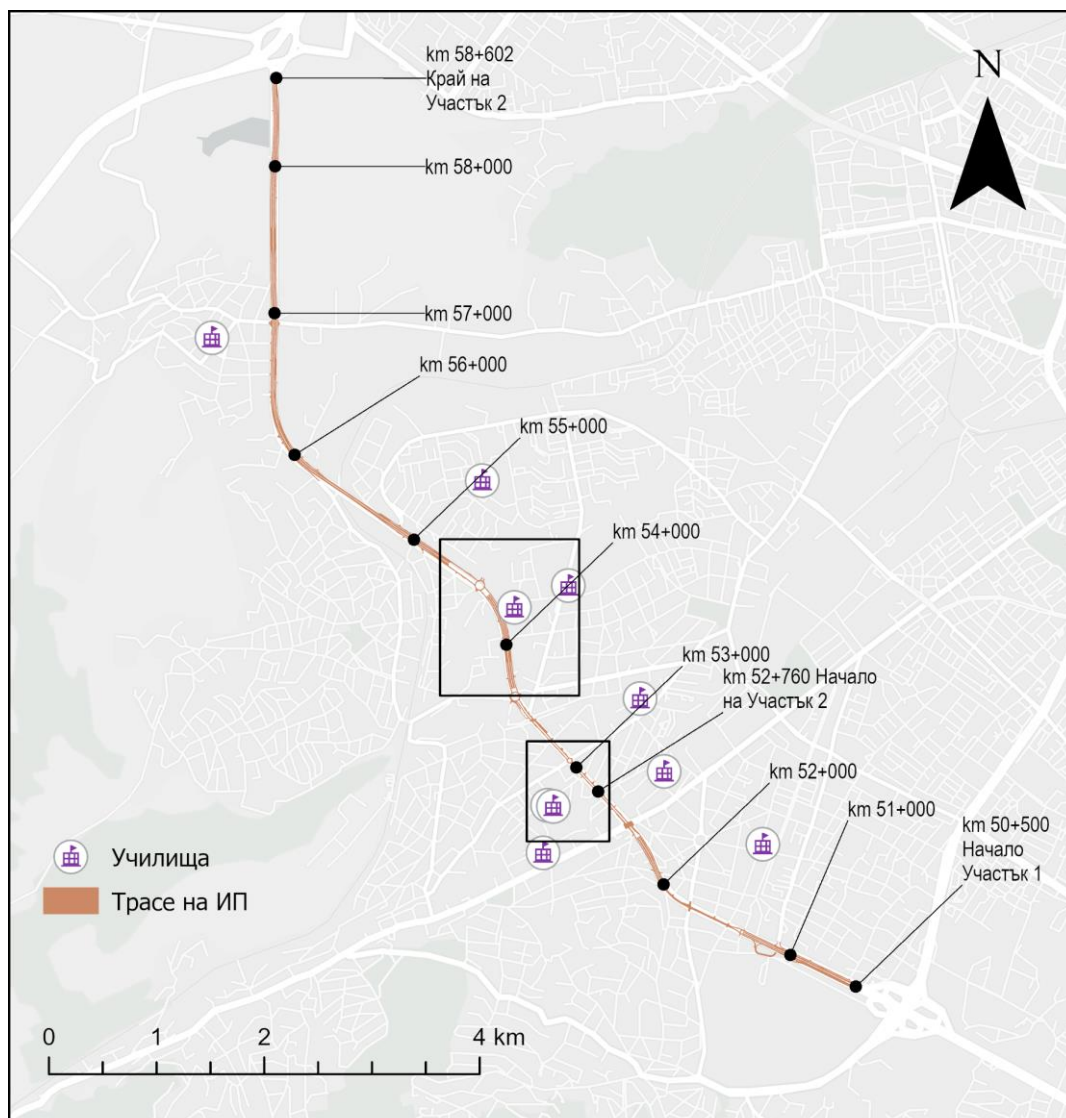 km 58+602
Край на
Участък 2
N
km 58+000
km 57+000
km 56+000
km 55+000
km 54+000
km 53+000
km 52+760 Начало
на Участък 2
km 52+000
km 51+000
km 50+500
Начало
Участък 1
Училища
Трасе на ИП
0 1 2 4 km